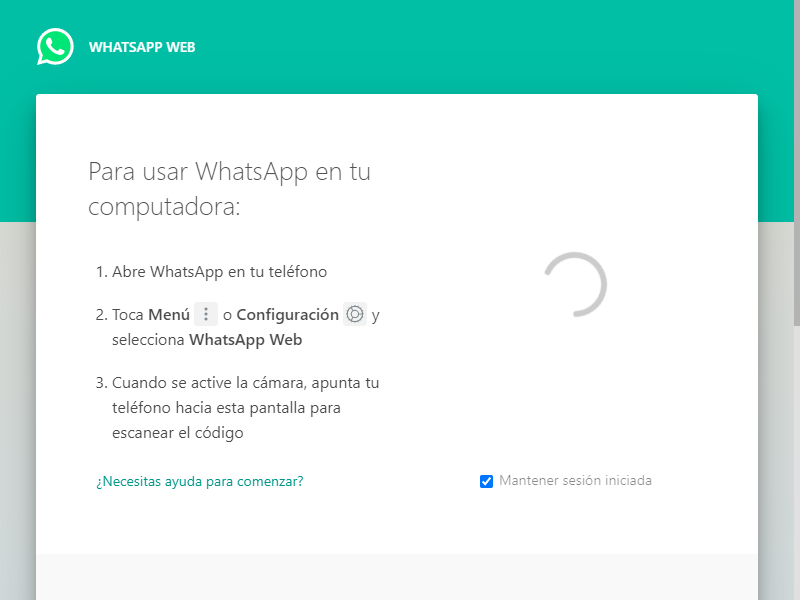 WHATSAPP WEB
Para usar WhatsApp en tu
computadora:
1. Abre WhatsApp en tu teléfono
2. Toca Menú o Configuración y
selecciona WhatsApp Web
3. Cuando se active la cámara, apunta tu
teléfono hacia esta pantalla para
escanear el código
¿Necesitas ayuda para comenzar?
Mantener sesión iniciada